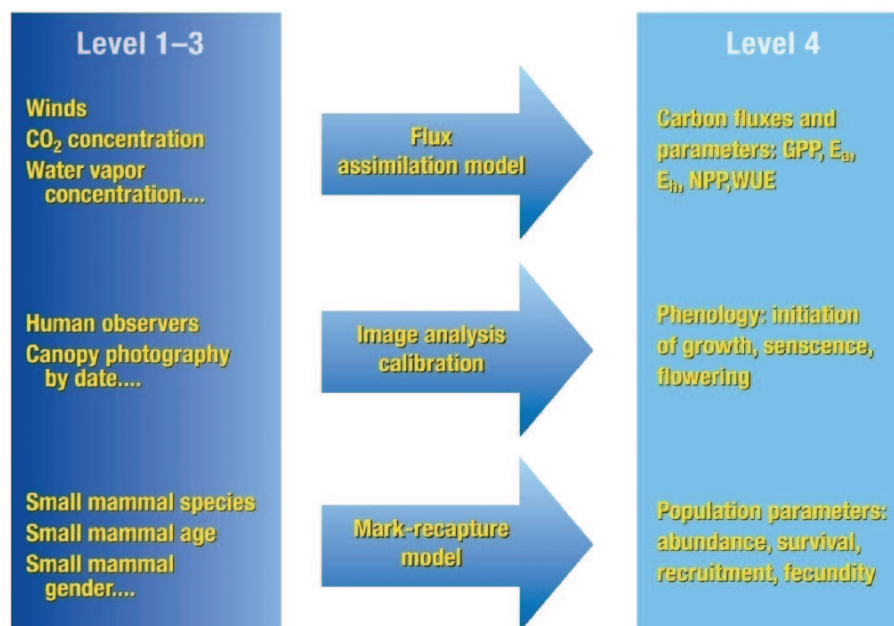 Level 1–3
Winds
CO₂ concentration
Water vapor
concentration....
Human observers
Canopy photography
by date....
Small mammal species
Small mammal age
Small mammal
gender....
Flux
assimilation model
Image analysis
calibration
Mark-recapture
model
Level 4
Carbon fluxes and
parameters: GPP, Eₐ,
Eₕ, NPP,WUE
Phenology: initiation
of growth, senscence,
flowering
Population parameters:
abundance, survival,
recruitment, fecundity